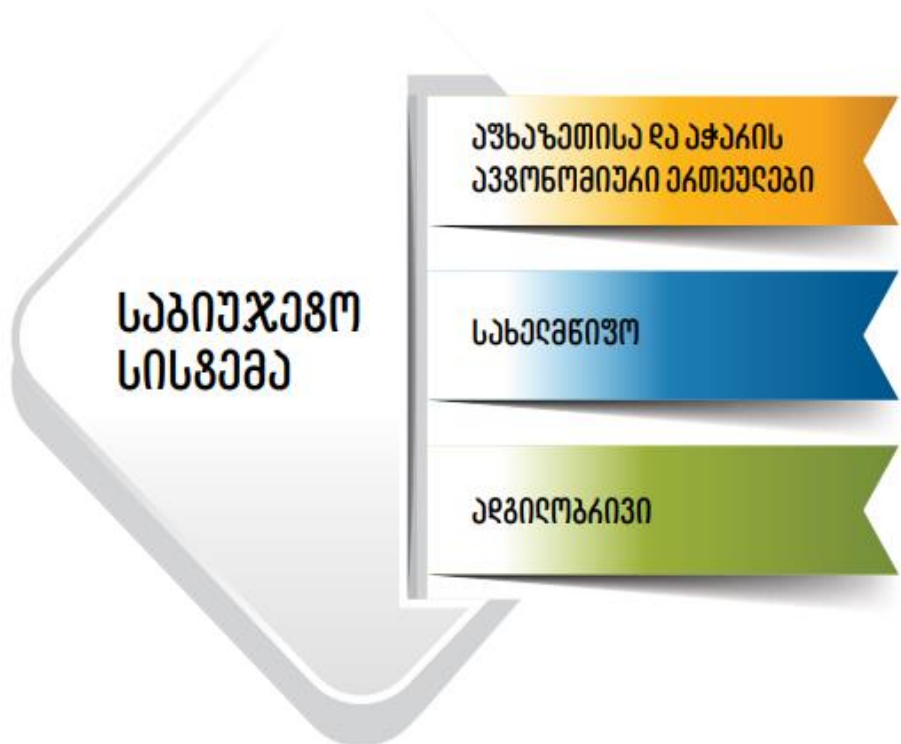 საბიუჯეტო
სისტემა
აფხაზეთისა და აჭარის
ავტონომიური ერთეულები
სახელმწიფო
ადგილობრივი